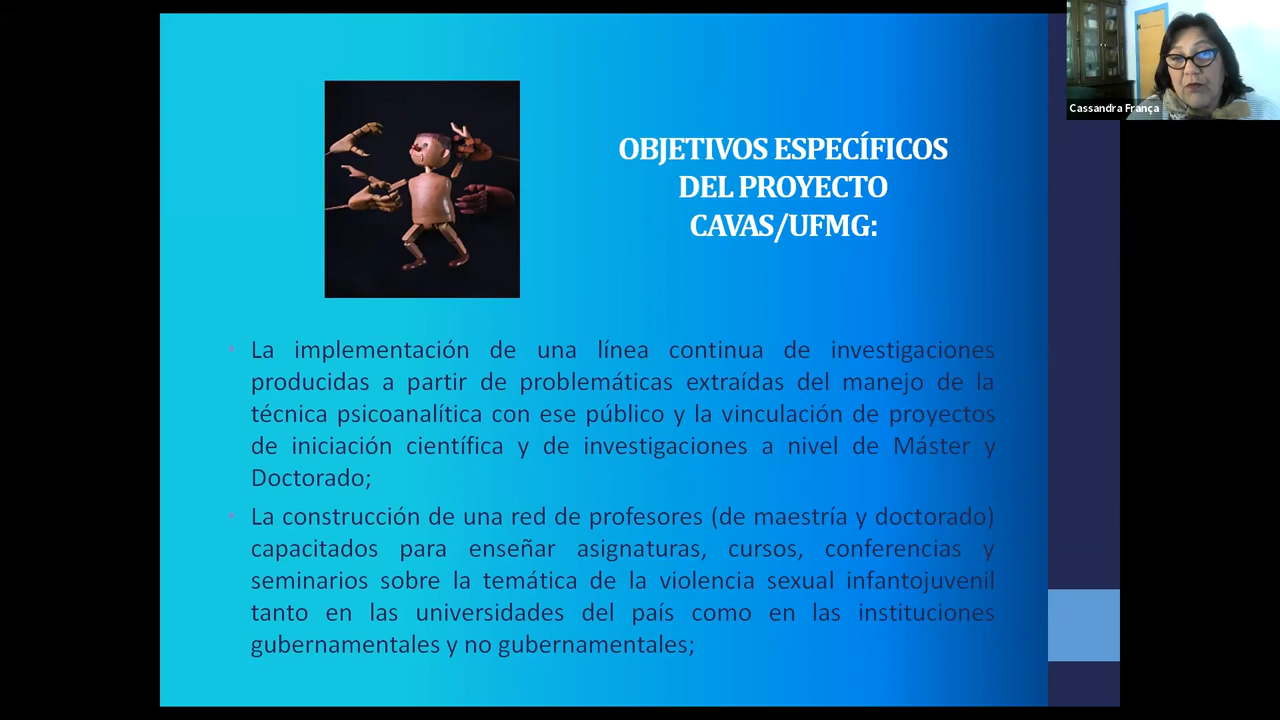 Cassandra França
OBJETIVOS ESPECÍFICOS
DEL PROYECTO
CAVAS/UFMG:
• La implementación de una línea continua de investigaciones
producidas a partir de problemáticas extraídas del manejo de la
técnica psicoanalítica con ese público y la vinculación de proyectos
de iniciación científica y de investigaciones a nivel de Máster y
Doctorado;
• La construcción de una red de profesores (de maestría y doctorado)
capacitados para enseñar asignaturas, cursos, conferencias y
seminarios sobre la temática de la violencia sexual infantojuvenil
tanto en las universidades del país como en las instituciones
gubernamentales y no gubernamentales;